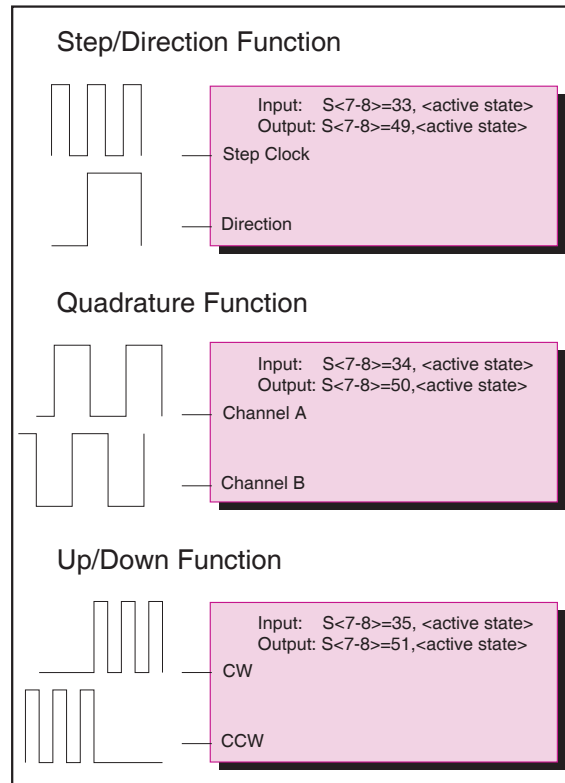 Step/Direction Function
Input: S<7-8>=33, <active state>
Output: S<7-8>=49,<active state>
Step Clock
Direction
Quadrature Function
Input: S<7-8>=34, <active state>
Output: S<7-8>=50,<active state>
Channel A
Channel B
Up/Down Function
Input: S<7-8>=35, <active state>
Output: S<7-8>=51,<active state>
CW
CCW